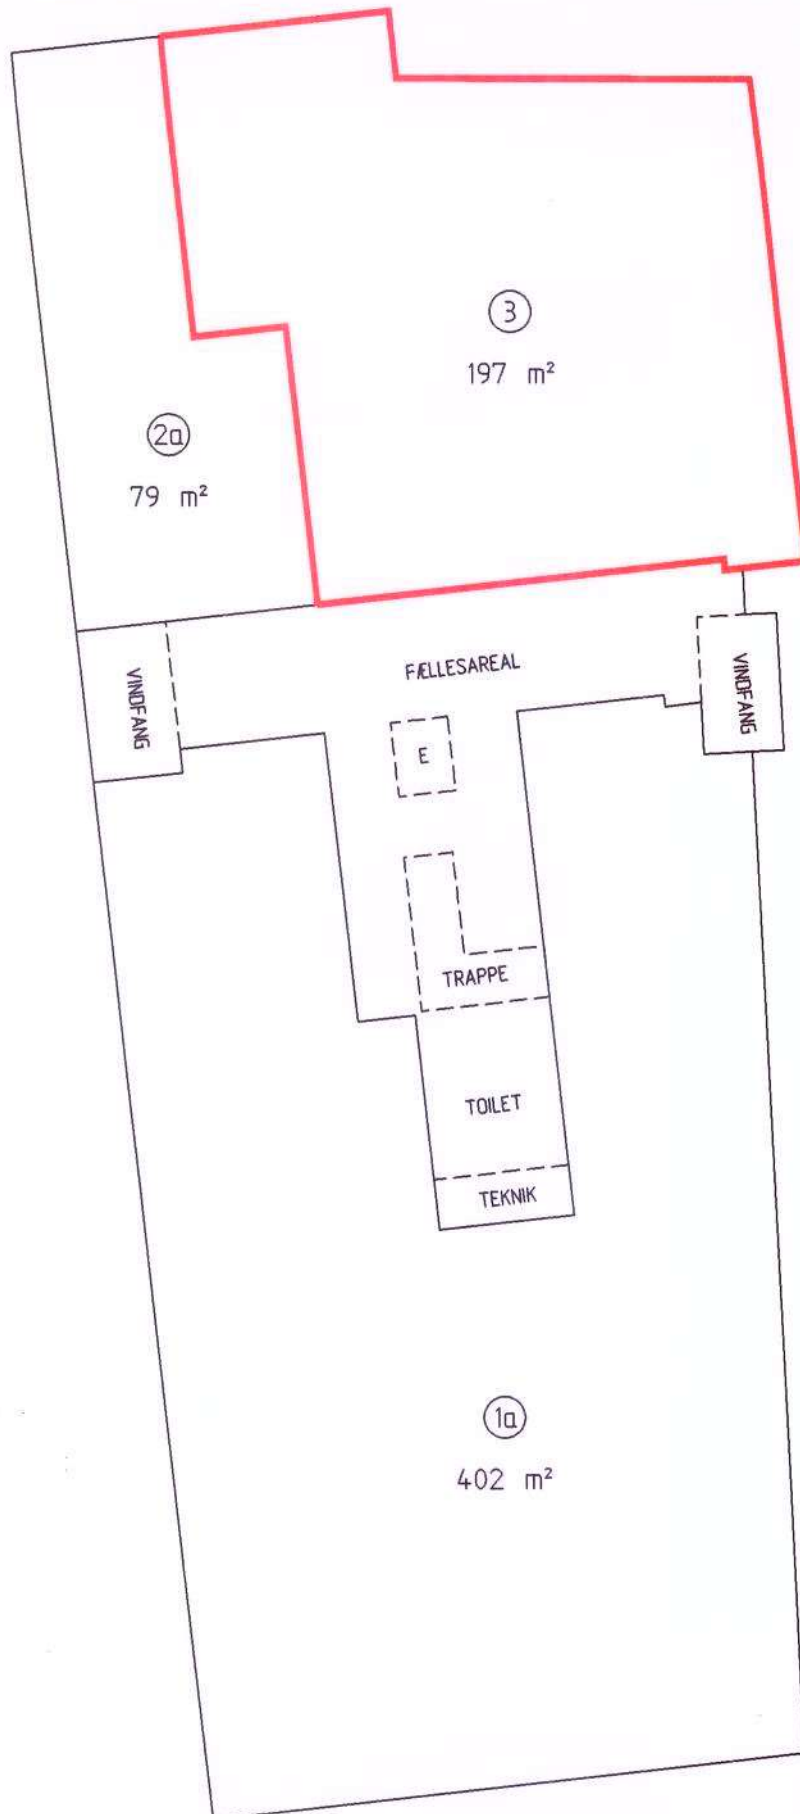 3
197 m²
2a
79 m²
FÆLLESAREAL
VINDFANG
VINDFANG
E
TRAPPE
TOILET
TEKNIK
1a
402 m²